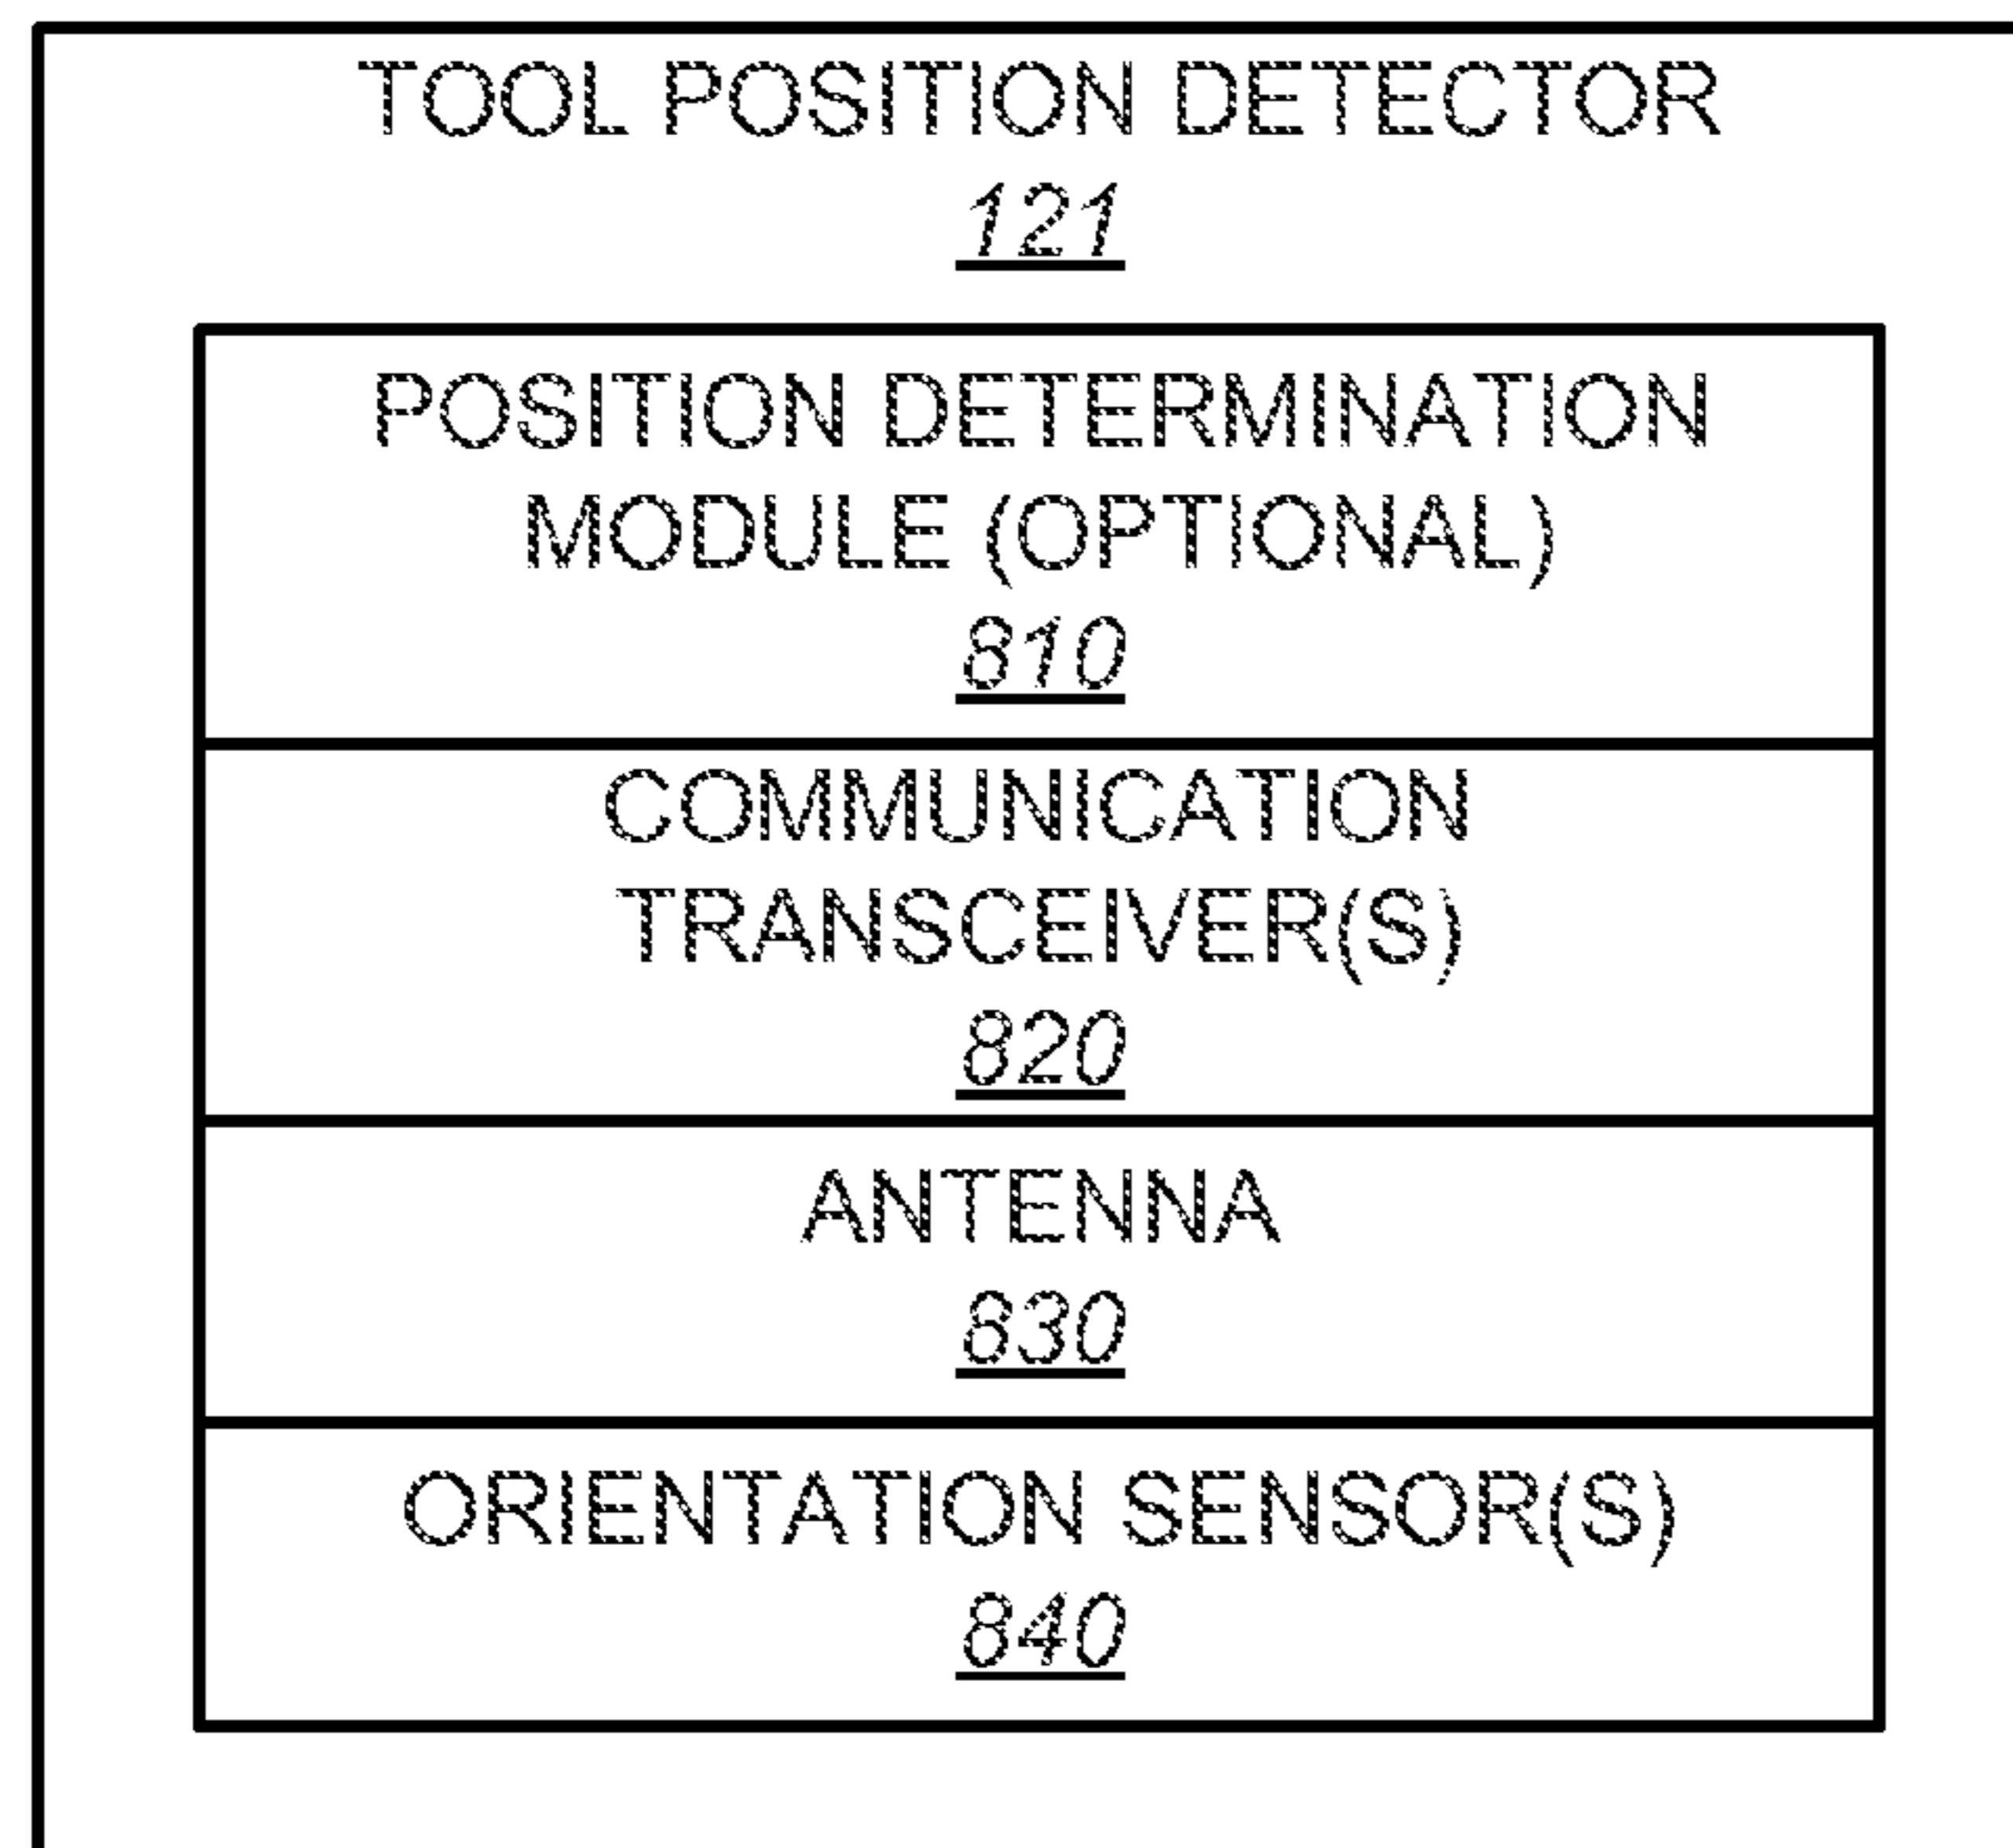 TOOL POSITION DETECTOR
121
POSITION DETERMINATION
MODULE (OPTIONAL)
810
COMMUNICATION
TRANSCEIVER(S)
820
ANTENNA
830
ORIENTATION SENSOR(S)
840